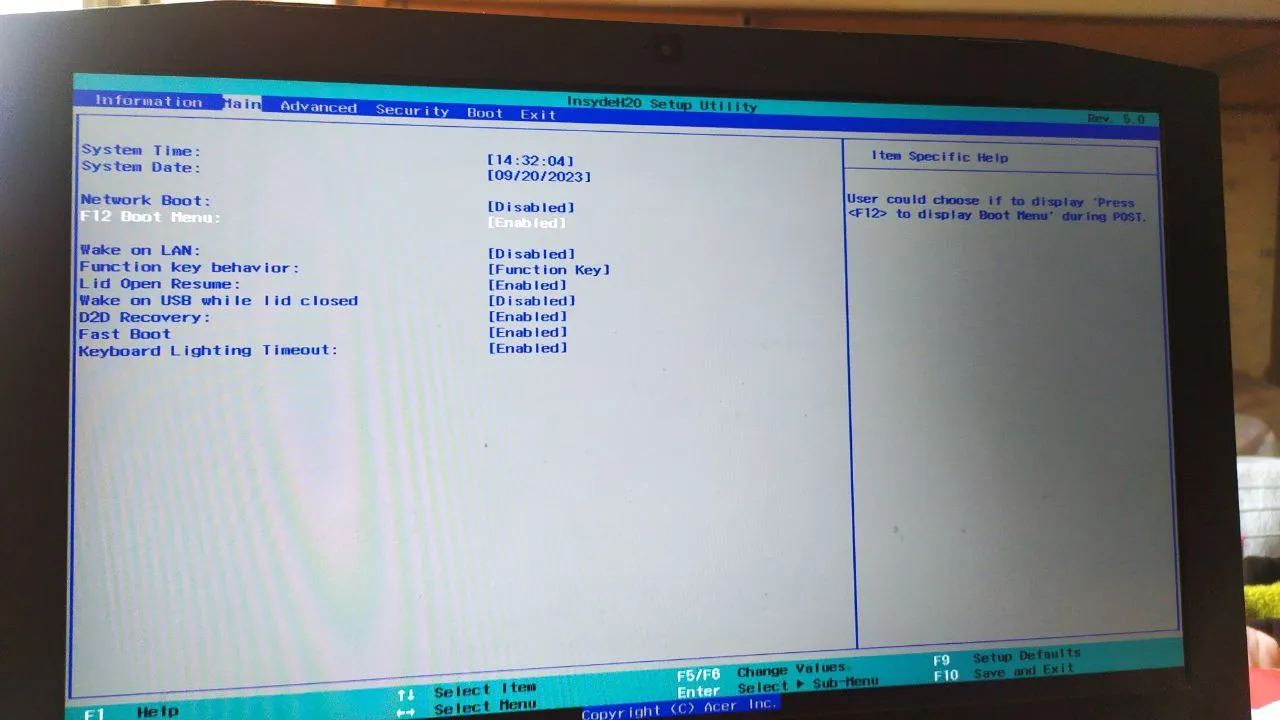 InsydeH20 Setup Utility
Rev. 5.0
Information Main Advanced Security Boot Exit
System Time: [14:32:04]
System Date: [09/20/2023]
Network Boot: [Disabled]
F12 Boot Menu: [Enabled]
Wake on LAN: [Disabled]
Function key behavior: [Function Key]
Lid Open Resume: [Enabled]
Wake on USB while lid closed [Disabled]
D2D Recovery: [Enabled]
Fast Boot [Enabled]
Keyboard Lighting Timeout: [Enabled]
Item Specific Help
User could choose if to display 'Press
<F12> to display Boot Menu' during POST.
F1 Help
↑↓ Select Item
←→ Select Menu
F5/F6 Change Values
Enter Select ▶ Sub-Menu
F9 Setup Defaults
F10 Save and Exit
Copyright (C) Acer Inc.